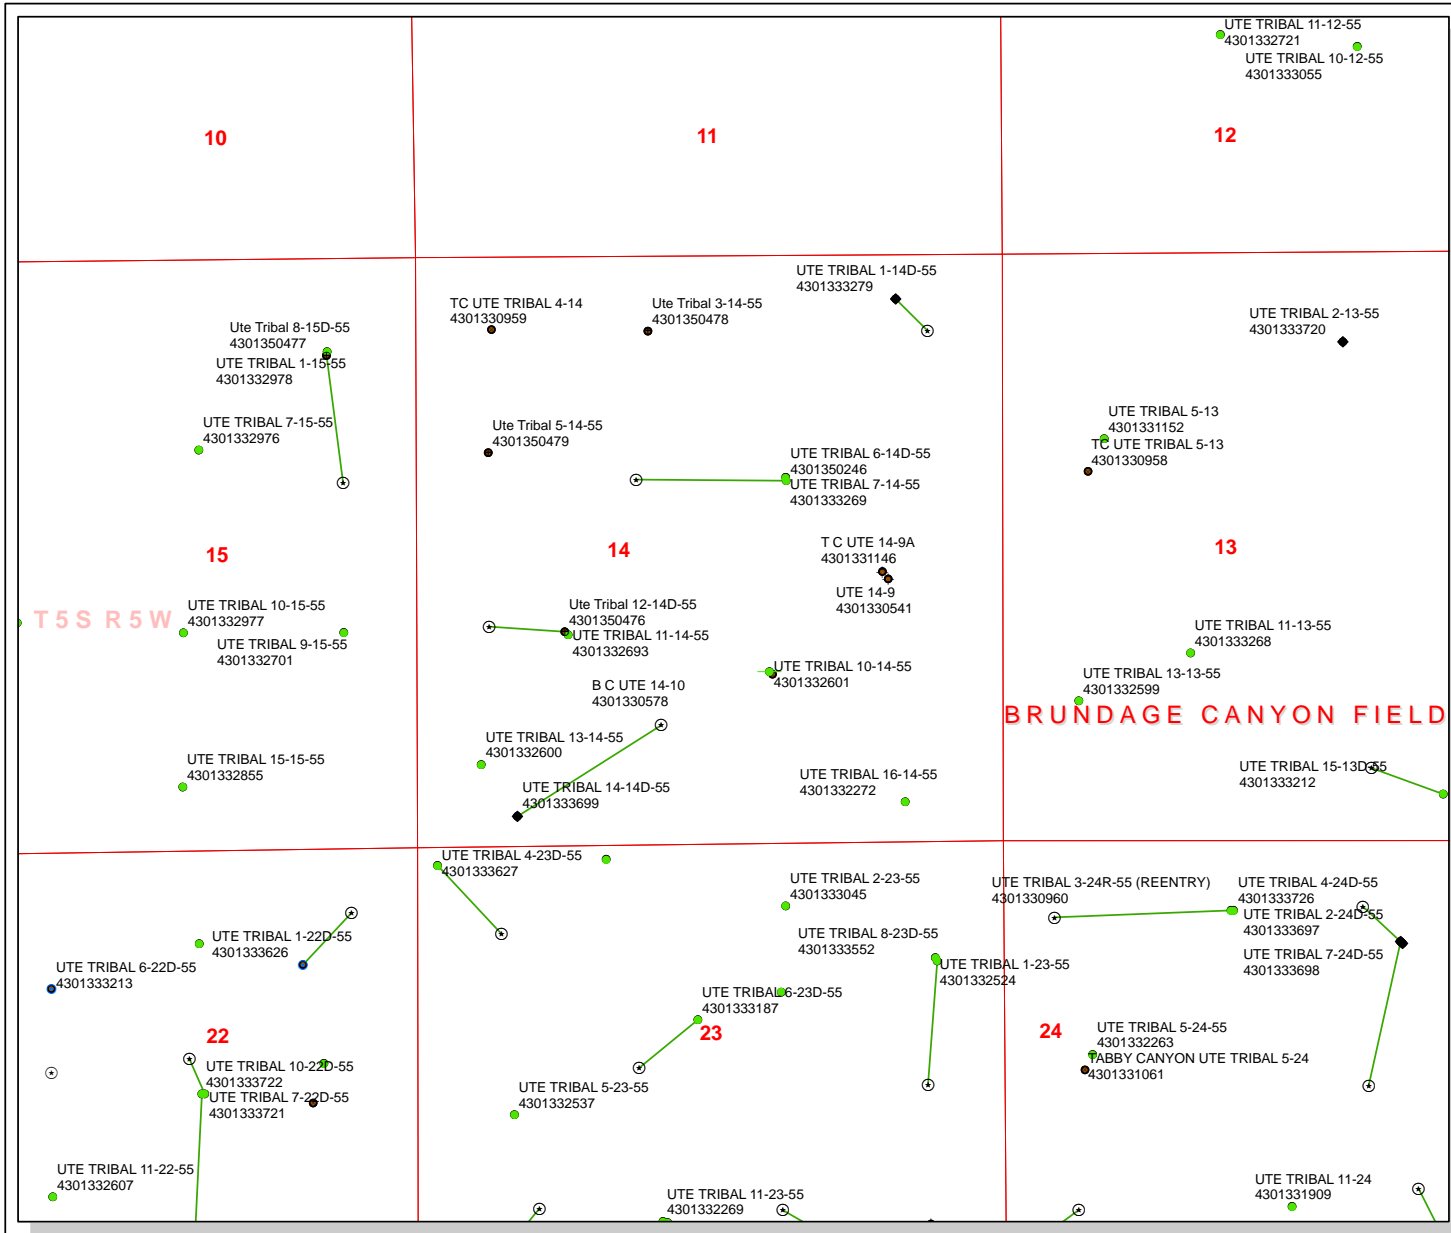 UTE TRIBAL 11-12-55
4301332721
UTE TRIBAL 10-12-55
4301333055
10
11
12
UTE TRIBAL 1-14D-55
4301333279
TC UTE TRIBAL 4-14
4301330959
Ute Tribal 3-14-55
4301350478
UTE TRIBAL 2-13-55
4301333720
Ute Tribal 8-15D-55
4301350477
UTE TRIBAL 1-15-55
4301332978
UTE TRIBAL 7-15-55
4301332976
Ute Tribal 5-14-55
4301350479
UTE TRIBAL 5-13
4301331152
TC UTE TRIBAL 5-13
4301330958
UTE TRIBAL 6-14D-55
4301350246
UTE TRIBAL 7-14-55
4301333269
T C UTE 14-9A
4301331146
UTE 14-9
4301330541
15
14
13
T5S R5W
UTE TRIBAL 10-15-55
4301332977
UTE TRIBAL 9-15-55
4301332701
Ute Tribal 12-14D-55
4301350476
UTE TRIBAL 11-14-55
4301332693
UTE TRIBAL 10-14-55
4301332601
B C UTE 14-10
4301330578
UTE TRIBAL 11-13-55
4301333268
UTE TRIBAL 13-13-55
4301332599
BRUNDAGE CANYON FIELD
UTE TRIBAL 15-15-55
4301332855
UTE TRIBAL 13-14-55
4301332600
UTE TRIBAL 14-14D-55
4301333699
UTE TRIBAL 16-14-55
4301332272
UTE TRIBAL 15-13D-55
4301333212
UTE TRIBAL 4-23D-55
4301333627
UTE TRIBAL 2-23-55
4301333045
UTE TRIBAL 3-24R-55 (REENTRY)
4301330960
UTE TRIBAL 4-24D-55
4301333726
UTE TRIBAL 2-24D-55
4301333697
UTE TRIBAL 7-24D-55
4301333698
UTE TRIBAL 1-22D-55
4301333626
UTE TRIBAL 6-22D-55
4301333213
UTE TRIBAL 8-23D-55
4301333552
UTE TRIBAL 1-23-55
4301332524
UTE TRIBAL 6-23D-55
4301333187
22
23
24
UTE TRIBAL 5-24-55
4301332263
TABBY CANYON UTE TRIBAL 5-24
4301331061
UTE TRIBAL 10-22D-55
4301333722
UTE TRIBAL 7-22D-55
4301333721
UTE TRIBAL 5-23-55
4301332537
UTE TRIBAL 11-22-55
4301332607
UTE TRIBAL 11-23-55
4301332269
UTE TRIBAL 11-24
4301331909